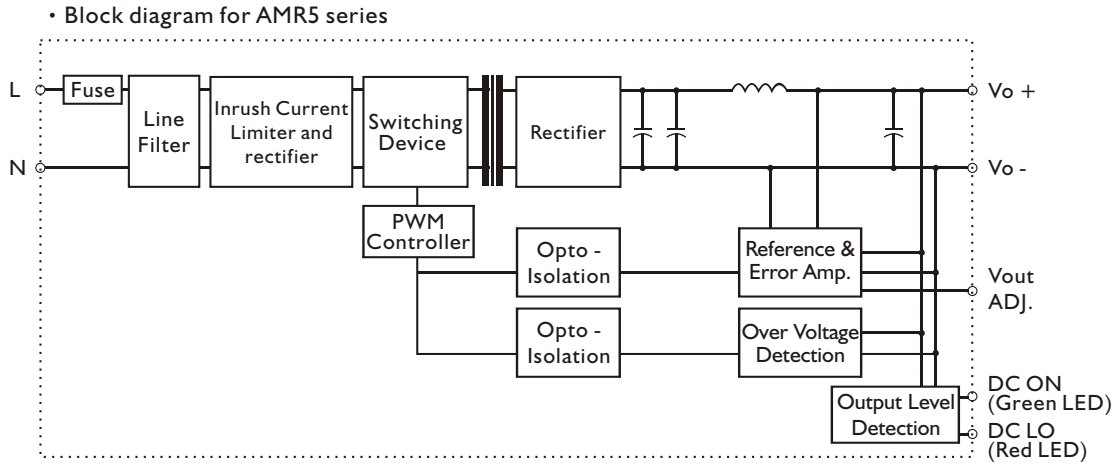 • Block diagram for AMR5 series
L
Fuse
Line
Filter
Inrush Current
Limiter and
rectifier
Switching
Device
Rectifier
Vo +
N
Vo -
PWM
Controller
Opto -
Isolation
Reference &
Error Amp.
Vout
ADJ.
Opto -
Isolation
Over Voltage
Detection
Output Level
Detection
DC ON
(Green LED)
DC LO
(Red LED)